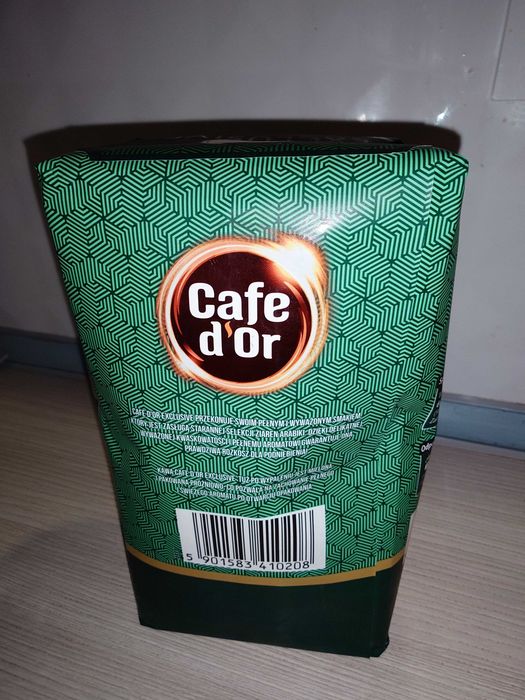 Cafe
d'Or
CAFE D'OR EXCLUSIVE PRZEKONUJE SWOIM PEŁNYM I WYWAŻONYM SMAKIEM,
KTÓRY JEST ZASŁUGĄ STARANNEJ SELEKCJI ZIAREN ARABIKI. DZIĘKI DELIKATNEJ,
WYWAŻONEJ KWASKOWATOŚCI I PEŁNEMU AROMATOWI GWARANTUJE ONA
PRAWDZIWĄ ROZKOSZ DLA PODNIEBIENIA!
KAWA CAFE D'OR EXCLUSIVE TUŻ PO WYPALENIU JEST MIELONA
I PAKOWANA PRÓŻNIOWO, CO POZWALA NA ZACHOWANIE PEŁNEGO
I ŚWIEŻEGO AROMATU PO OTWARCIU OPAKOWANIA.
5 901583 410208